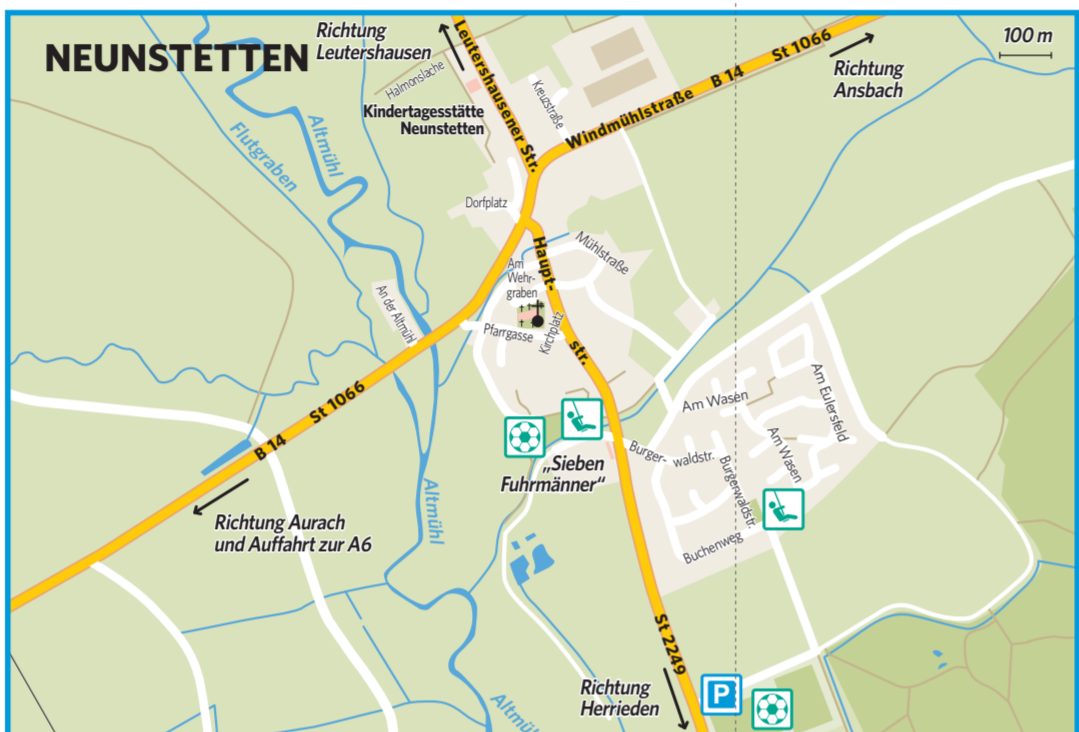 NEUNSTETTEN
Richtung
Leutershausen
Leutershausener Str.
Halmonslache
Kindertagesstätte
Neunstetten
Kreuzstraße
Windmühlstraße
B 14
St 1066
Richtung
Ansbach
100 m
Flutgraben
Altmühl
Dorfplatz
Haupt-
str.
Mühlstraße
Am
Wehr-
graben
An der Altmühl
Pfarrgasse
Kirchplatz
B 14
St 1066
Richtung Aurach
und Auffahrt zur A6
Altmühl
„Sieben
Fuhrmänner“
Burger-
waldstr.
Am Wasen
Am Eulersfeld
Am Wasen
Burgerwaldstr.
Buchenweg
St 2249
Richtung
Herrieden
P
Altmü